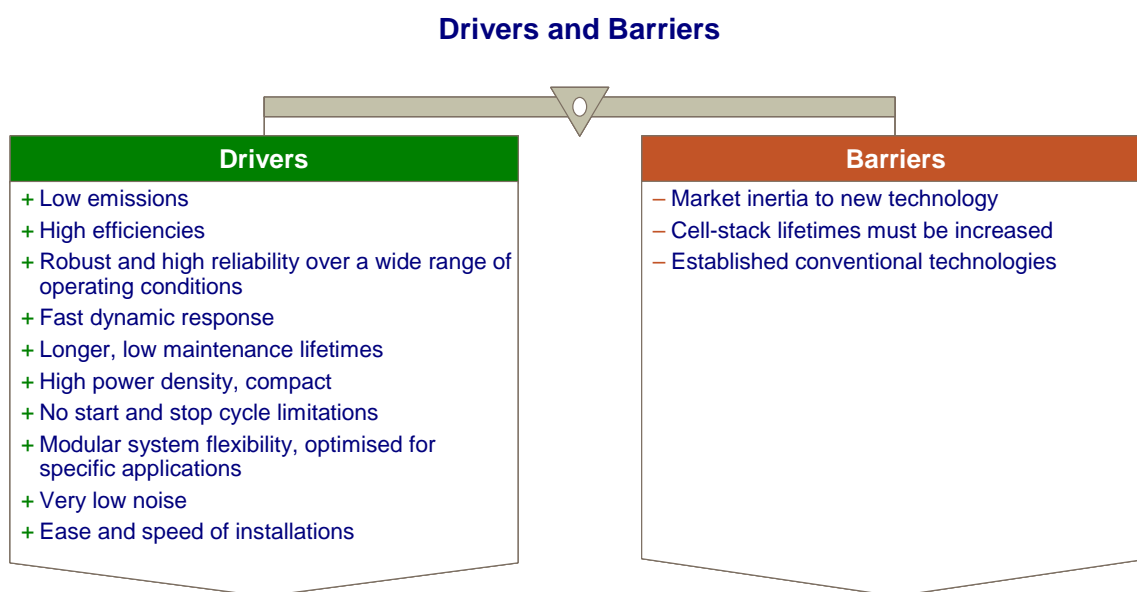 Drivers and Barriers
Drivers
+ Low emissions
+ High efficiencies
+ Robust and high reliability over a wide range of
operating conditions
+ Fast dynamic response
+ Longer, low maintenance lifetimes
+ High power density, compact
+ No start and stop cycle limitations
+ Modular system flexibility, optimised for
specific applications
+ Very low noise
+ Ease and speed of installations
Barriers
– Market inertia to new technology
– Cell-stack lifetimes must be increased
– Established conventional technologies